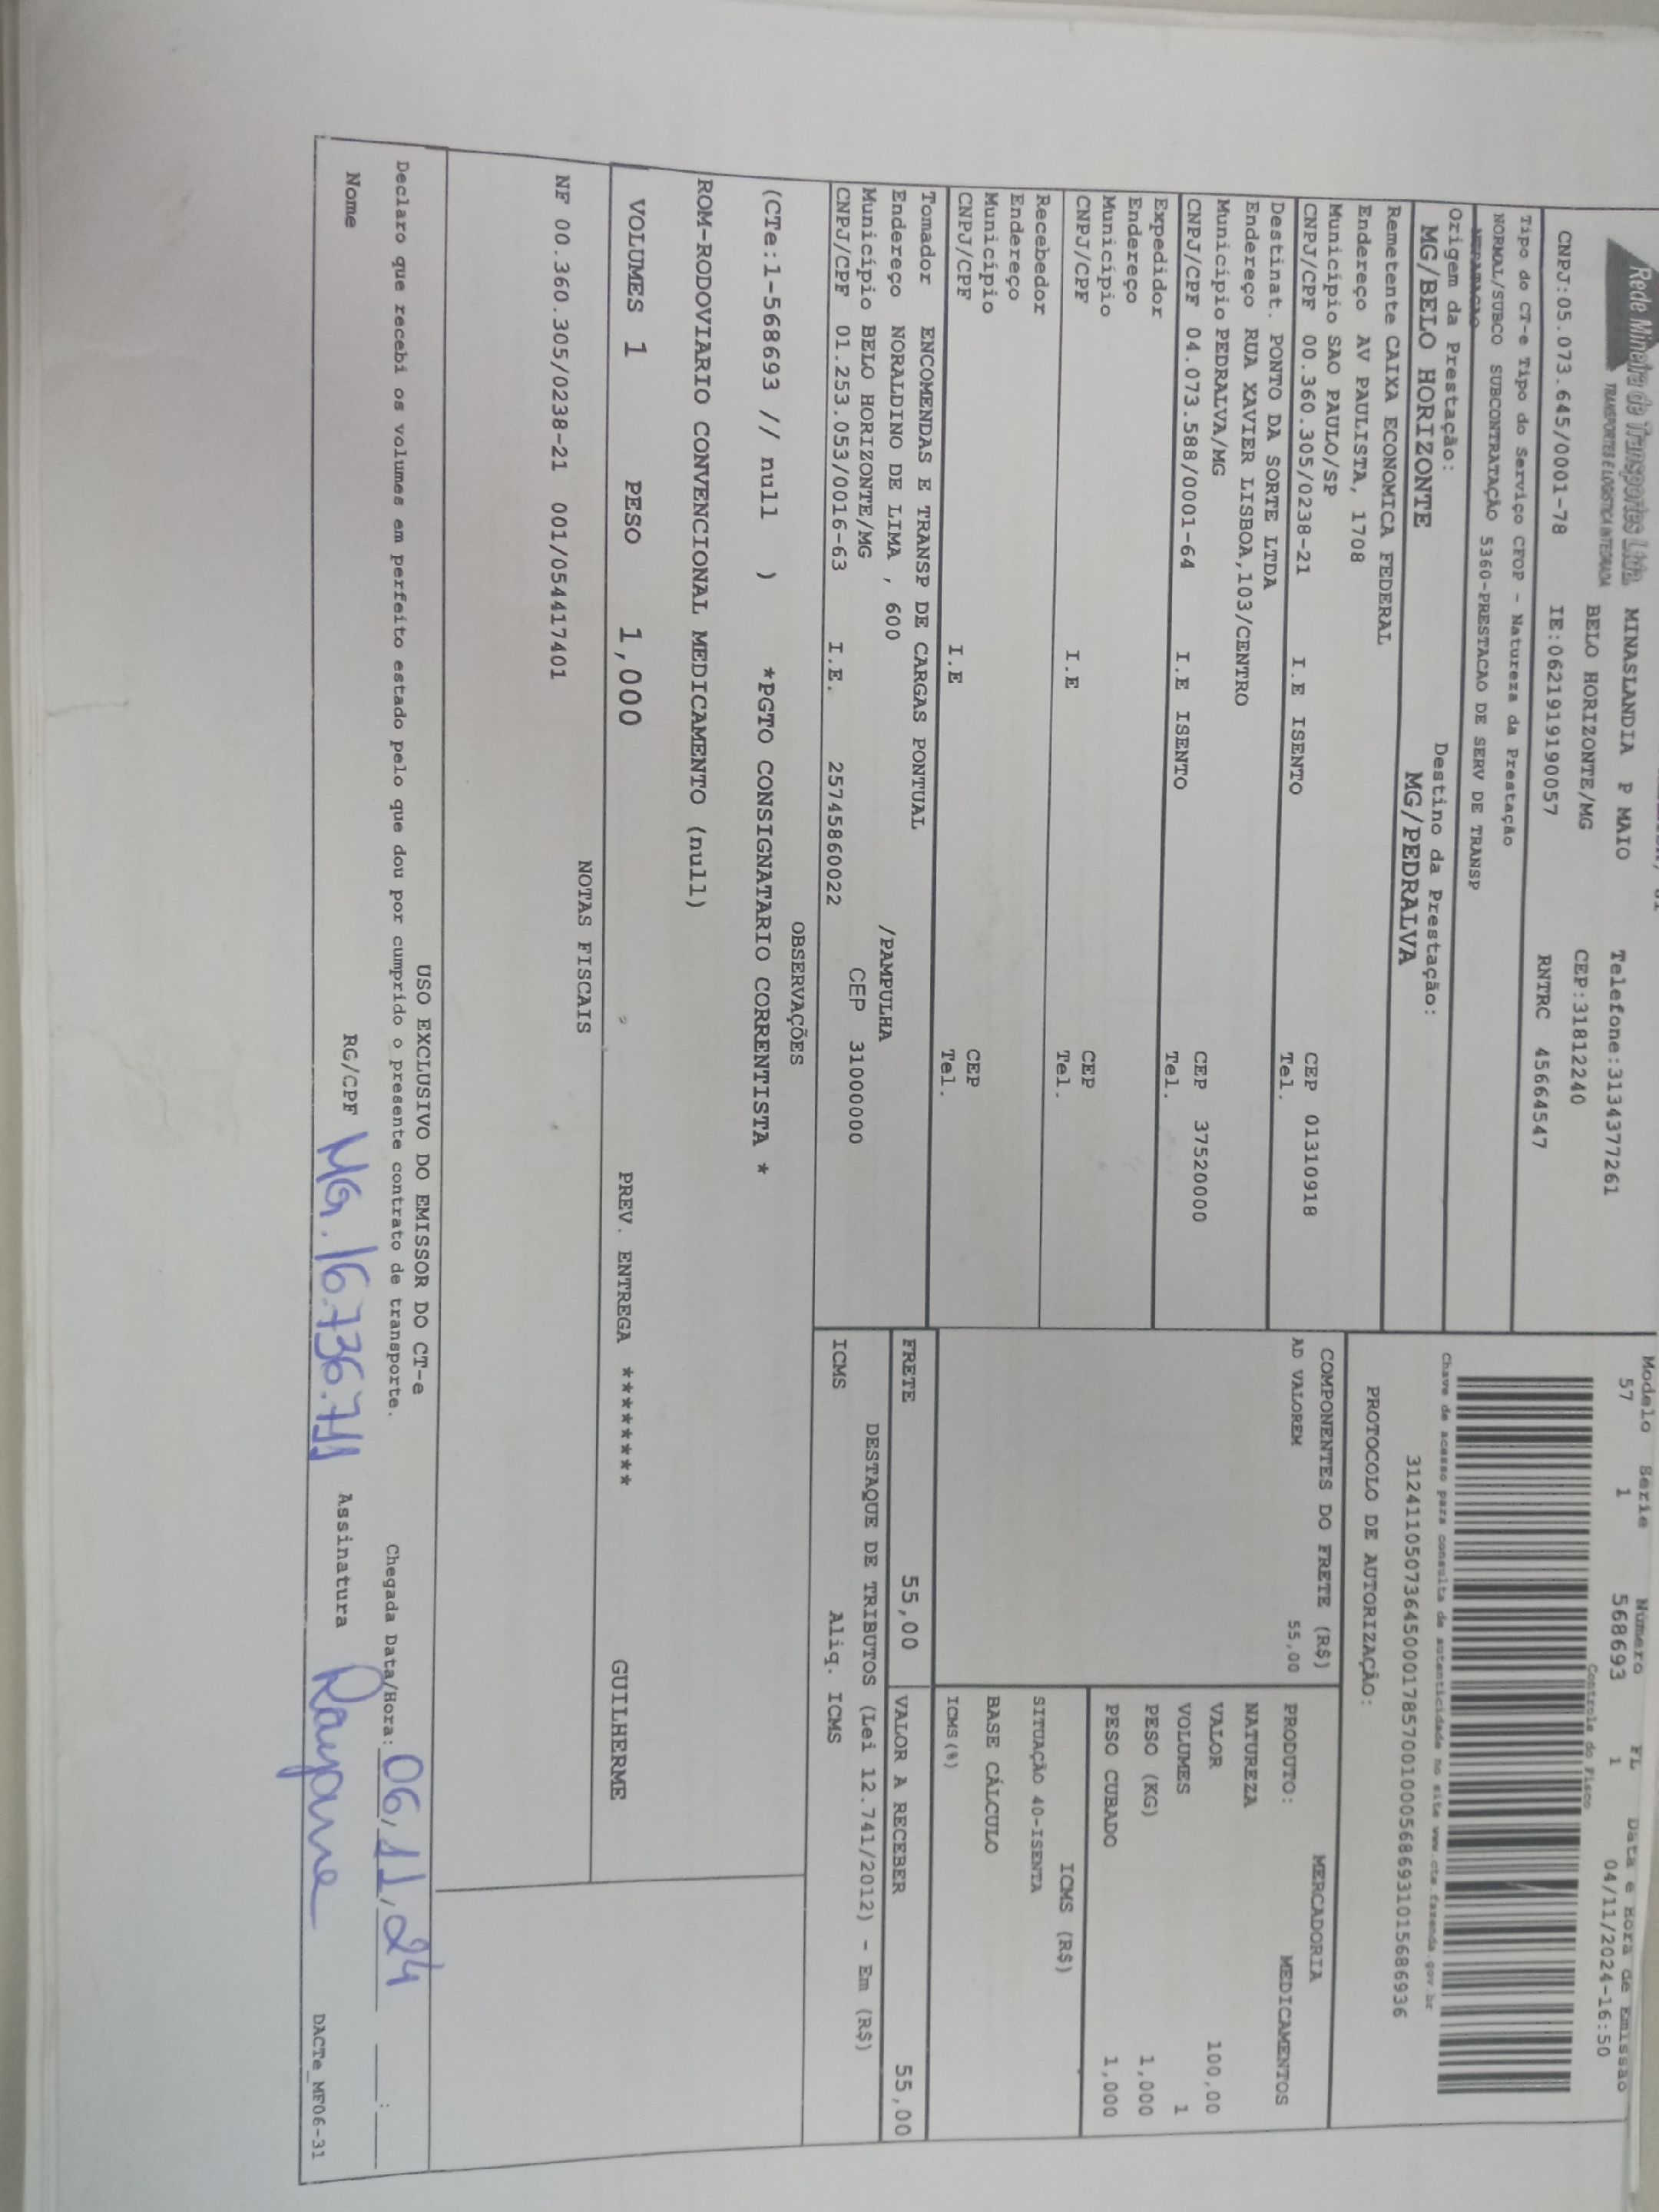 Rede Mineira de Transportes Ltda.
TRANSPORTES E LOGÍSTICA INTEGRADA
MINASLANDIA P MAIO Telefone:3134377261
BELO HORIZONTE/MG CEP:31812240
CNPJ:05.073.645/0001-78 IE:0621919190057 RNTRC 45664547
Modelo Serie Número FL Data e Hora de Emissão
57 1 568693 1 04/11/2024-16:50
Controle do Fisco
Chave de acesso para consulta de autenticidade no site www.cte.fazenda.gov.br
31241105073645000178570010005686931015686936
PROTOCOLO DE AUTORIZAÇÃO:
Tipo do CT-e Tipo do Serviço CFOP - Natureza da Prestação
NORMAL/SUBCO SUBCONTRATAÇÃO 5360-PRESTACAO DE SERV DE TRANSP
Origem da Prestação: Destino da Prestação:
MG/BELO HORIZONTE MG/PEDRALVA
Remetente CAIXA ECONOMICA FEDERAL
Endereço AV PAULISTA, 1708
Municipio SAO PAULO/SP CEP 01310918
CNPJ/CPF 00.360.305/0238-21 I.E ISENTO Tel.
Destinat. PONTO DA SORTE LTDA
Endereço RUA XAVIER LISBOA,103/CENTRO
Municipio PEDRALVA/MG CEP 37520000
CNPJ/CPF 04.073.588/0001-64 I.E ISENTO Tel.
Expedidor
Endereço
Municipio CEP
CNPJ/CPF I.E Tel.
Recebedor
Endereço
Municipio CEP
CNPJ/CPF I.E Tel.
Tomador ENCOMENDAS E TRANSP DE CARGAS PONTUAL
Endereço NORALDINO DE LIMA , 600 /PAMPULHA
Municipio BELO HORIZONTE/MG CEP 31000000
CNPJ/CPF 01.253.053/0016-63 I.E. 25745860022
COMPONENTES DO FRETE (R$)
AD VALOREM 55,00
MERCADORIA
PRODUTO: MEDICAMENTOS
NATUREZA
VALOR 100,00
VOLUMES 1
PESO (KG) 1,000
PESO CUBADO 1,000
ICMS (R$)
SITUAÇÃO 40-ISENTA
BASE CÁLCULO
ICMS(%)
FRETE 55,00 VALOR A RECEBER 55,00
DESTAQUE DE TRIBUTOS (Lei 12.741/2012) - Em (R$)
ICMS Aliq. ICMS
OBSERVAÇÕES
(CTe:1-568693 // null ) *PGTO CONSIGNATARIO CORRENTISTA *
ROM-RODOVIARIO CONVENCIONAL MEDICAMENTO (null)
VOLUMES 1 PESO 1,000 PREV. ENTREGA ******** GUILHERME
NOTAS FISCAIS
NF 00.360.305/0238-21 001/054417401
USO EXCLUSIVO DO EMISSOR DO CT-e
Declaro que recebi os volumes em perfeito estado pelo que dou por cumprido o presente contrato de transporte. Chegada Data/Hora: 06/11/24 :
Nome RG/CPF MG.16.736.711 Assinatura Rayane
DACTe_MF06-31